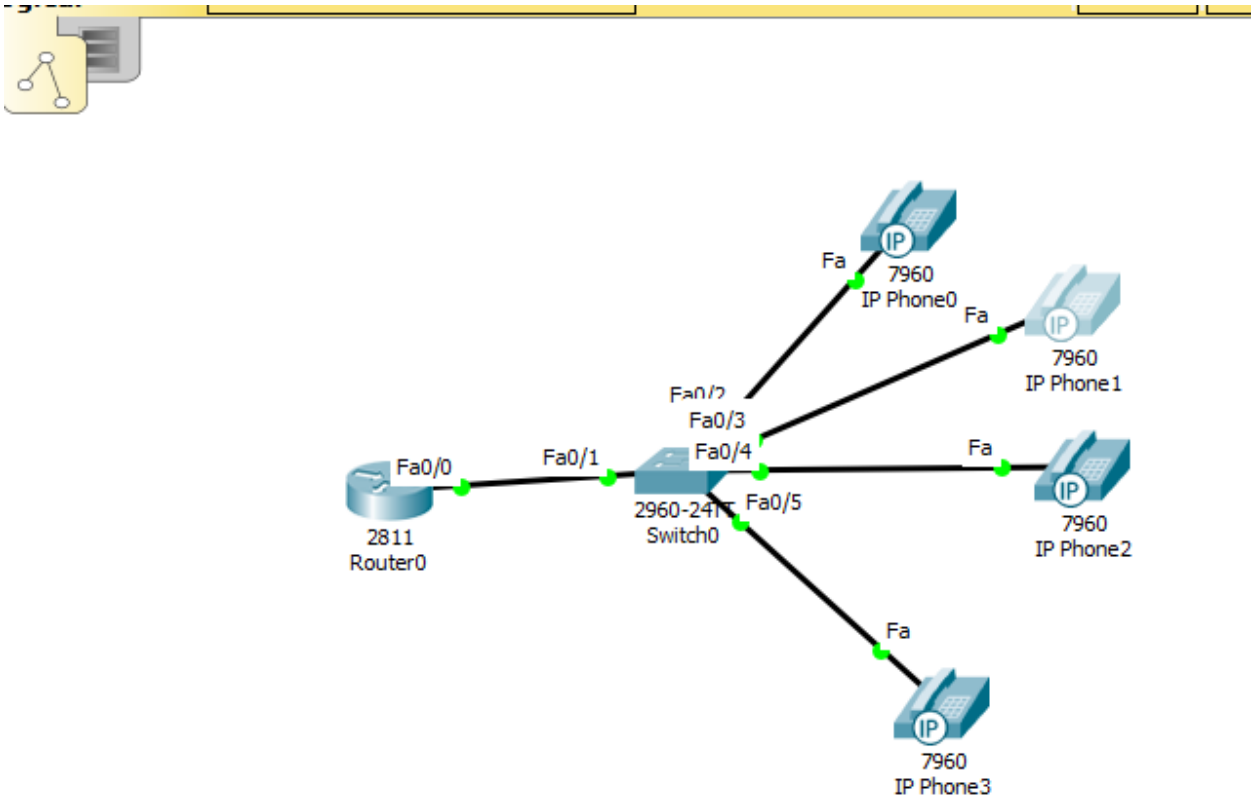 Fa
7960
IP Phone0
Fa
7960
IP Phone1
Fa0/2
Fa0/3
Fa0/4
Fa0/0
Fa0/1
Fa
2811
Router0
2960-24TT
Switch0
Fa0/5
7960
IP Phone2
Fa
7960
IP Phone3